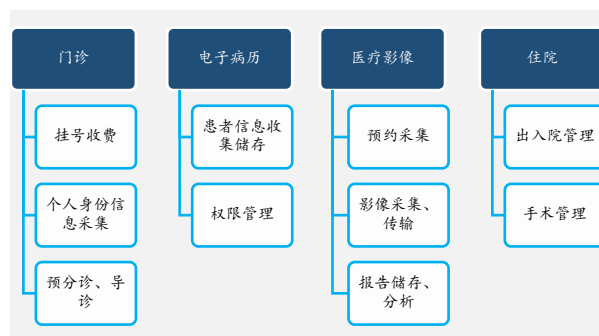 门诊
挂号收费
个人身份信
息采集
预分诊、导
诊
电子病历
患者信息收
集储存
权限管理
医疗影像
预约采集
影像采集、
传输
报告储存、
分析
住院
出入院管理
手术管理